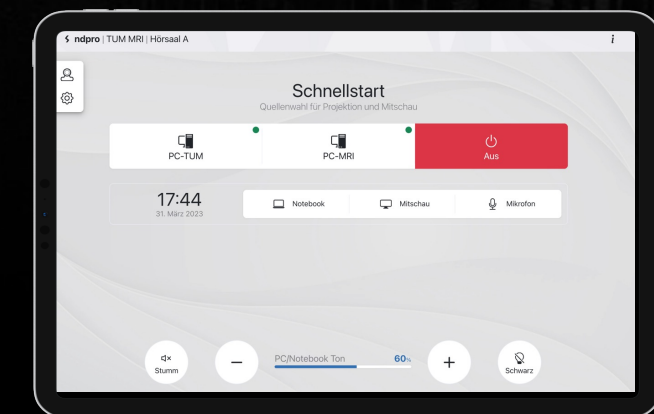 ndpro | TUM MRI | Hörsaal A
i
Schnellstart
Quellenwahl für Projektion und Mitschau
PC-TUM
PC-MRI
Aus
17:44
31. März 2023
Notebook
Mitschau
Mikrofon
Stumm
−
PC/Notebook Ton
60%
+
Schwarz